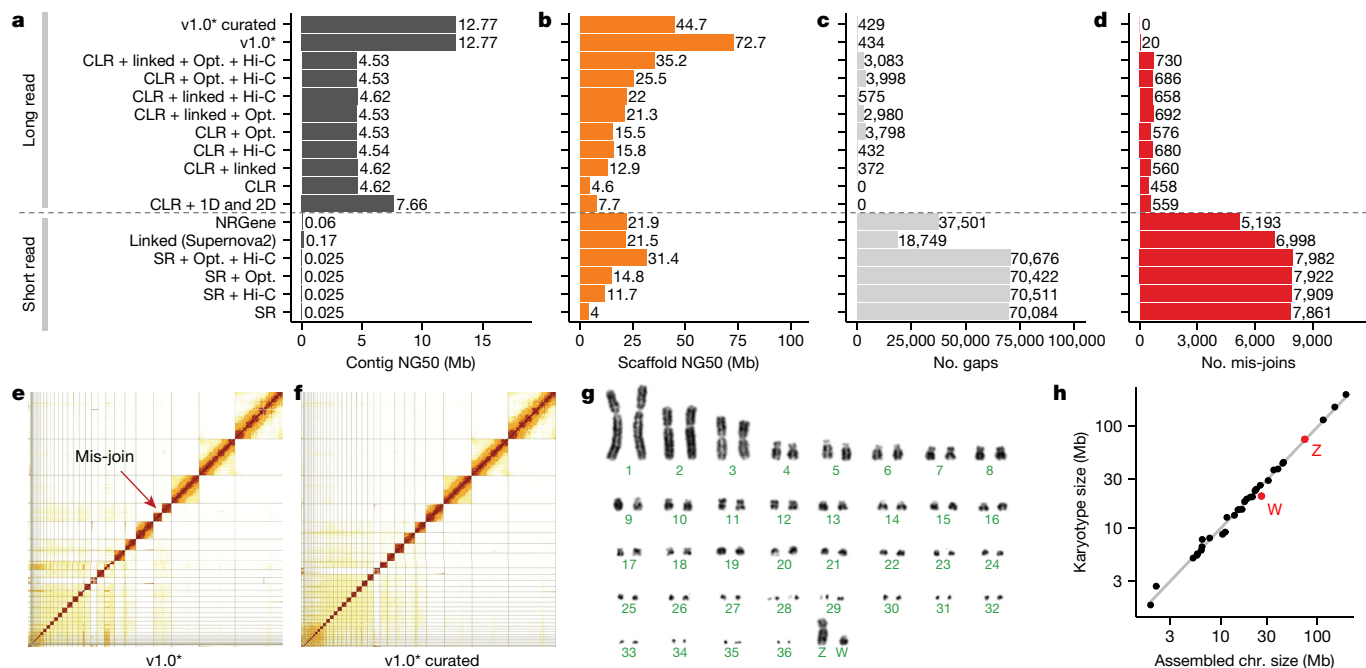 a
b
c
d
Long read
Short read
v1.0* curated
v1.0*
CLR + linked + Opt. + Hi-C
CLR + Opt. + Hi-C
CLR + linked + Hi-C
CLR + linked + Opt.
CLR + Opt.
CLR + Hi-C
CLR + linked
CLR
CLR + 1D and 2D
NRGene
Linked (Supernova2)
SR + Opt. + Hi-C
SR + Opt.
SR + Hi-C
SR
12.77
12.77
4.53
4.53
4.62
4.53
4.53
4.54
4.62
4.62
7.66
0.06
0.17
0.025
0.025
0.025
0.025
0 5 10 15
Contig NG50 (Mb)
44.7
72.7
35.2
25.5
22
21.3
15.5
15.8
12.9
4.6
7.7
21.9
21.5
31.4
14.8
11.7
4
0 25 50 75 100
Scaffold NG50 (Mb)
429
434
3,083
3,998
575
2,980
3,798
432
372
0
0
37,501
18,749
70,676
70,422
70,511
70,084
0 25,000 50,000 75,000 100,000
No. gaps
0
20
730
686
658
692
576
680
560
458
559
5,193
6,998
7,982
7,922
7,909
7,861
0 3,000 6,000 9,000
No. mis-joins
e
Mis-join
v1.0*
f
v1.0* curated
g
1 2 3 4 5 6 7 8
9 10 11 12 13 14 15 16
17 18 19 20 21 22 23 24
25 26 27 28 29 30 31 32
33 34 35 36 Z W
h
Karyotype size (Mb)
100
30
10
3
Z
W
3 10 30 100
Assembled chr. size (Mb)